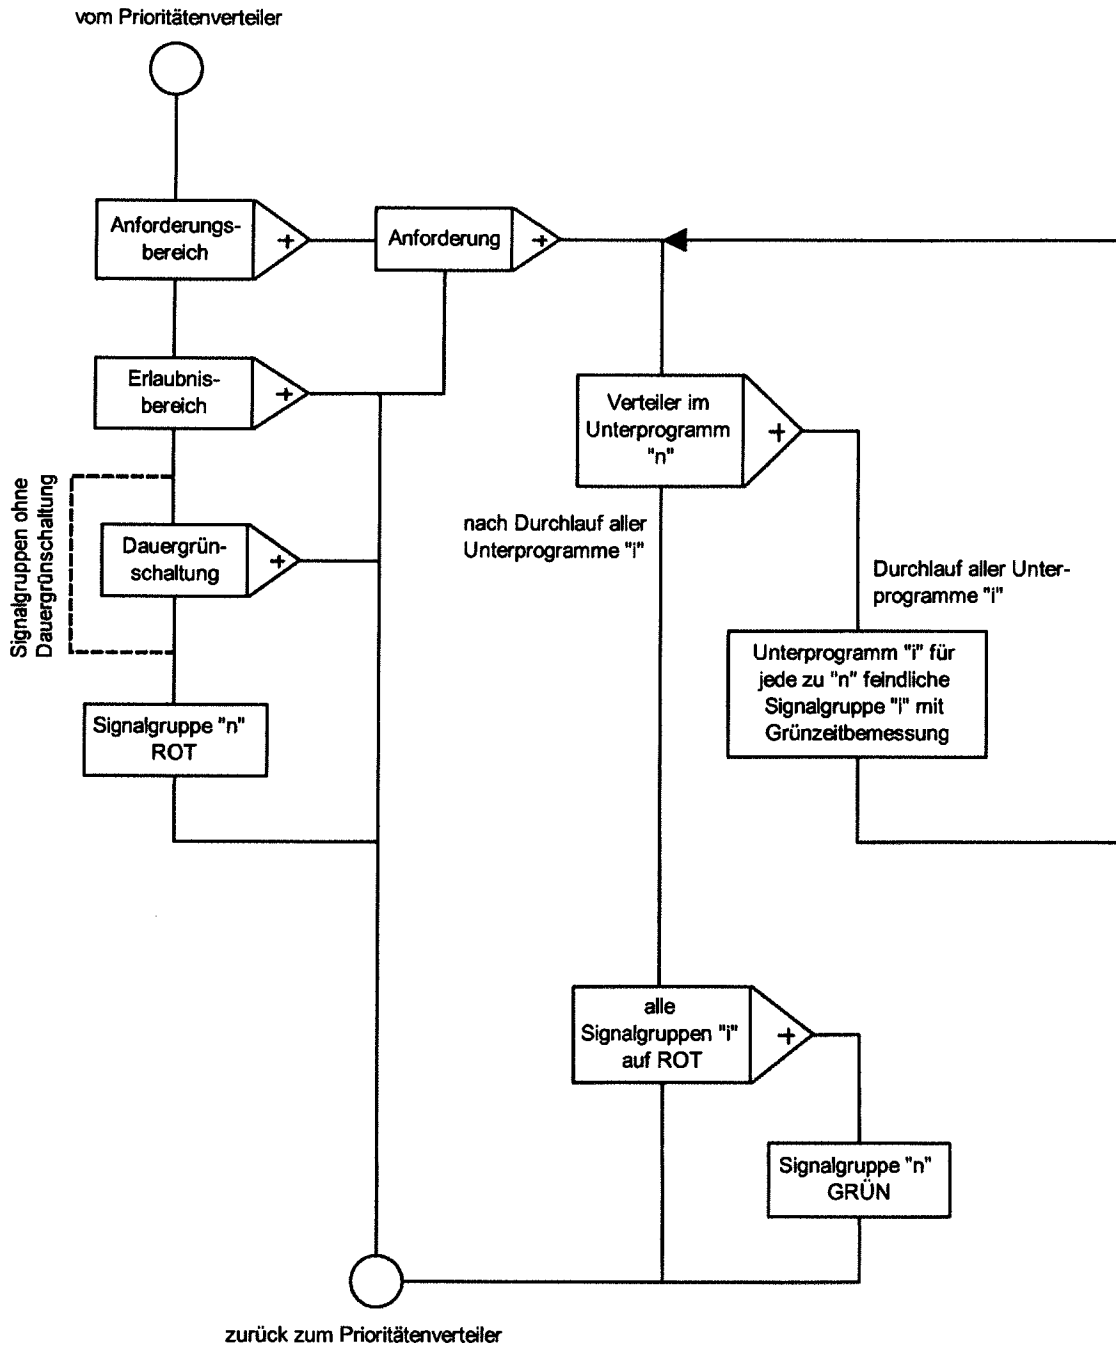 vom Prioritätenverteiler
Anforderungs-
bereich
+
Anforderung
+
Erlaubnis-
bereich
+
Signalgruppen ohne
Dauergrünschaltung
Dauergrün-
schaltung
+
Signalgruppe "n"
ROT
Verteiler im
Unterprogramm
"n"
+
nach Durchlauf aller
Unterprogramme "i"
Durchlauf aller Unter-
programme "i"
Unterprogramm "i" für
jede zu "n" feindliche
Signalgruppe "i" mit
Grünzeitbemessung
alle
Signalgruppen "i"
auf ROT
+
Signalgruppe "n"
GRÜN
zurück zum Prioritätenverteiler